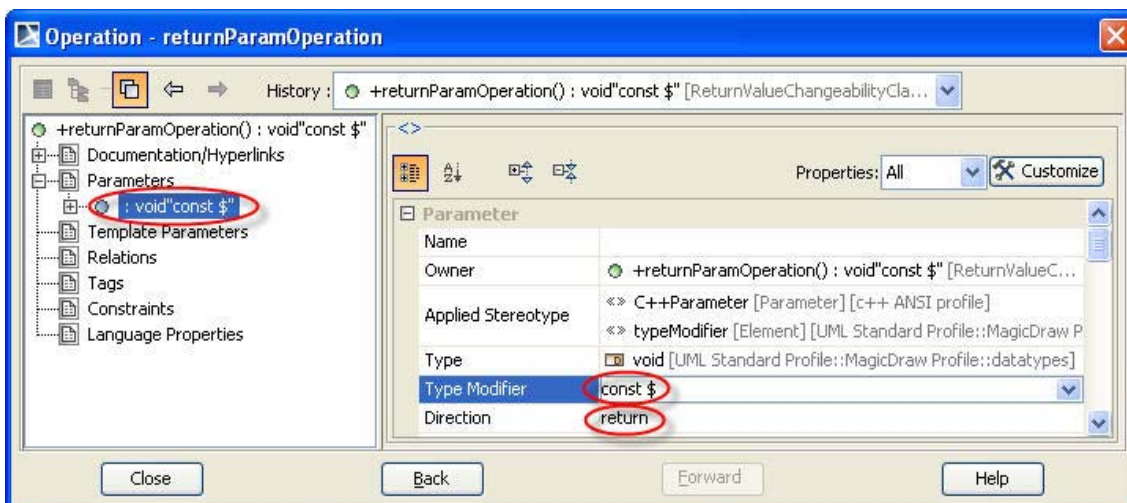 Operation - returnParamOperation
History : +returnParamOperation() : void"const $" [ReturnValueChangeabilityCla...
+returnParamOperation() : void"const $"
Documentation/Hyperlinks
Parameters
: void"const $"
Template Parameters
Relations
Tags
Constraints
Language Properties
<>
Properties: All Customize
Parameter
Name
Owner +returnParamOperation() : void"const $" [ReturnValueC...
Applied Stereotype
«» C++Parameter [Parameter] [c++ ANSI profile]
«» typeModifier [Element] [UML Standard Profile::MagicDraw P
Type void [UML Standard Profile::MagicDraw Profile::datatypes]
Type Modifier const $
Direction return
Close Back Forward Help